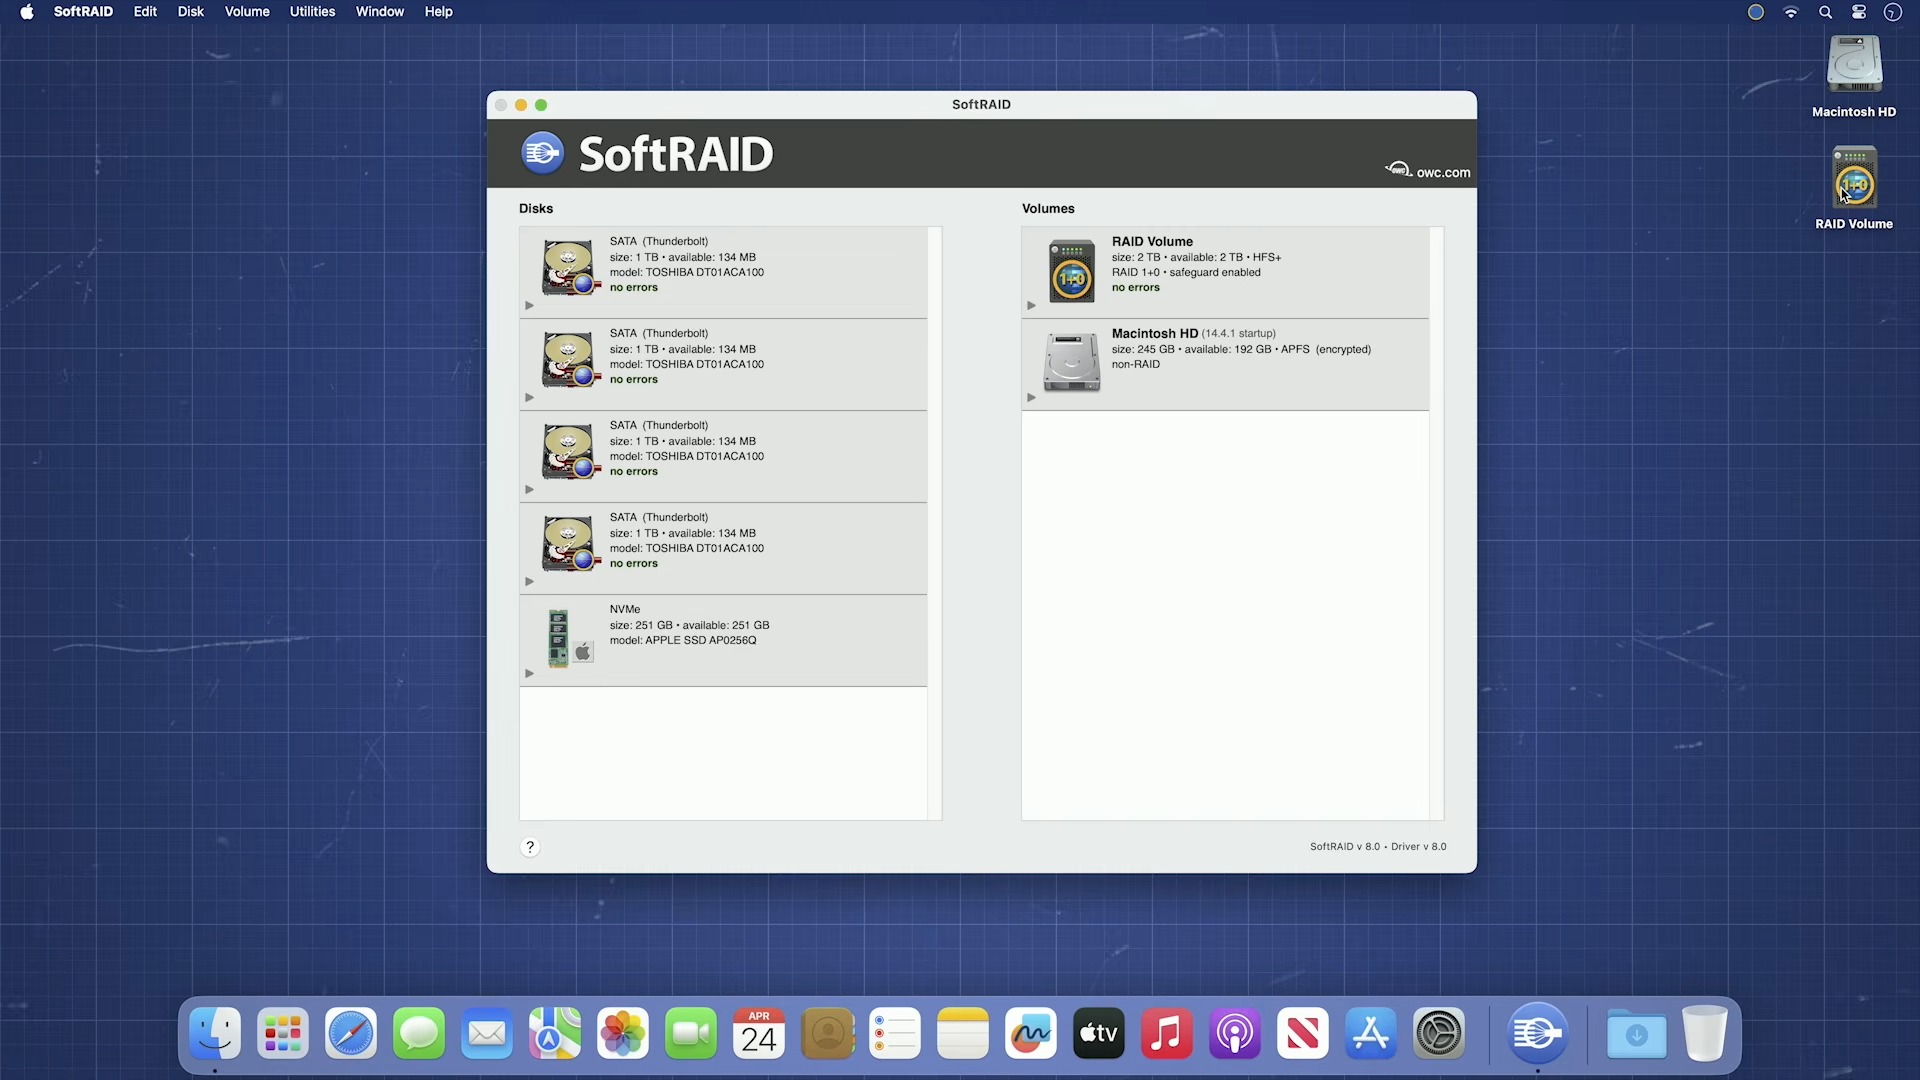 SoftRAID Edit Disk Volume Utilities Window Help
Macintosh HD
RAID Volume
SoftRAID
SoftRAID
OWC owc.com
Disks
SATA (Thunderbolt)
size: 1 TB • available: 134 MB
model: TOSHIBA DT01ACA100
no errors
SATA (Thunderbolt)
size: 1 TB • available: 134 MB
model: TOSHIBA DT01ACA100
no errors
SATA (Thunderbolt)
size: 1 TB • available: 134 MB
model: TOSHIBA DT01ACA100
no errors
SATA (Thunderbolt)
size: 1 TB • available: 134 MB
model: TOSHIBA DT01ACA100
no errors
NVMe
size: 251 GB • available: 251 GB
model: APPLE SSD AP0256Q
Volumes
1+0
RAID Volume
size: 2 TB • available: 2 TB • HFS+
RAID 1+0 • safeguard enabled
no errors
Macintosh HD (14.4.1 startup)
size: 245 GB • available: 192 GB • APFS (encrypted)
non-RAID
?
SoftRAID v 8.0 • Driver v 8.0
APR
24
tv